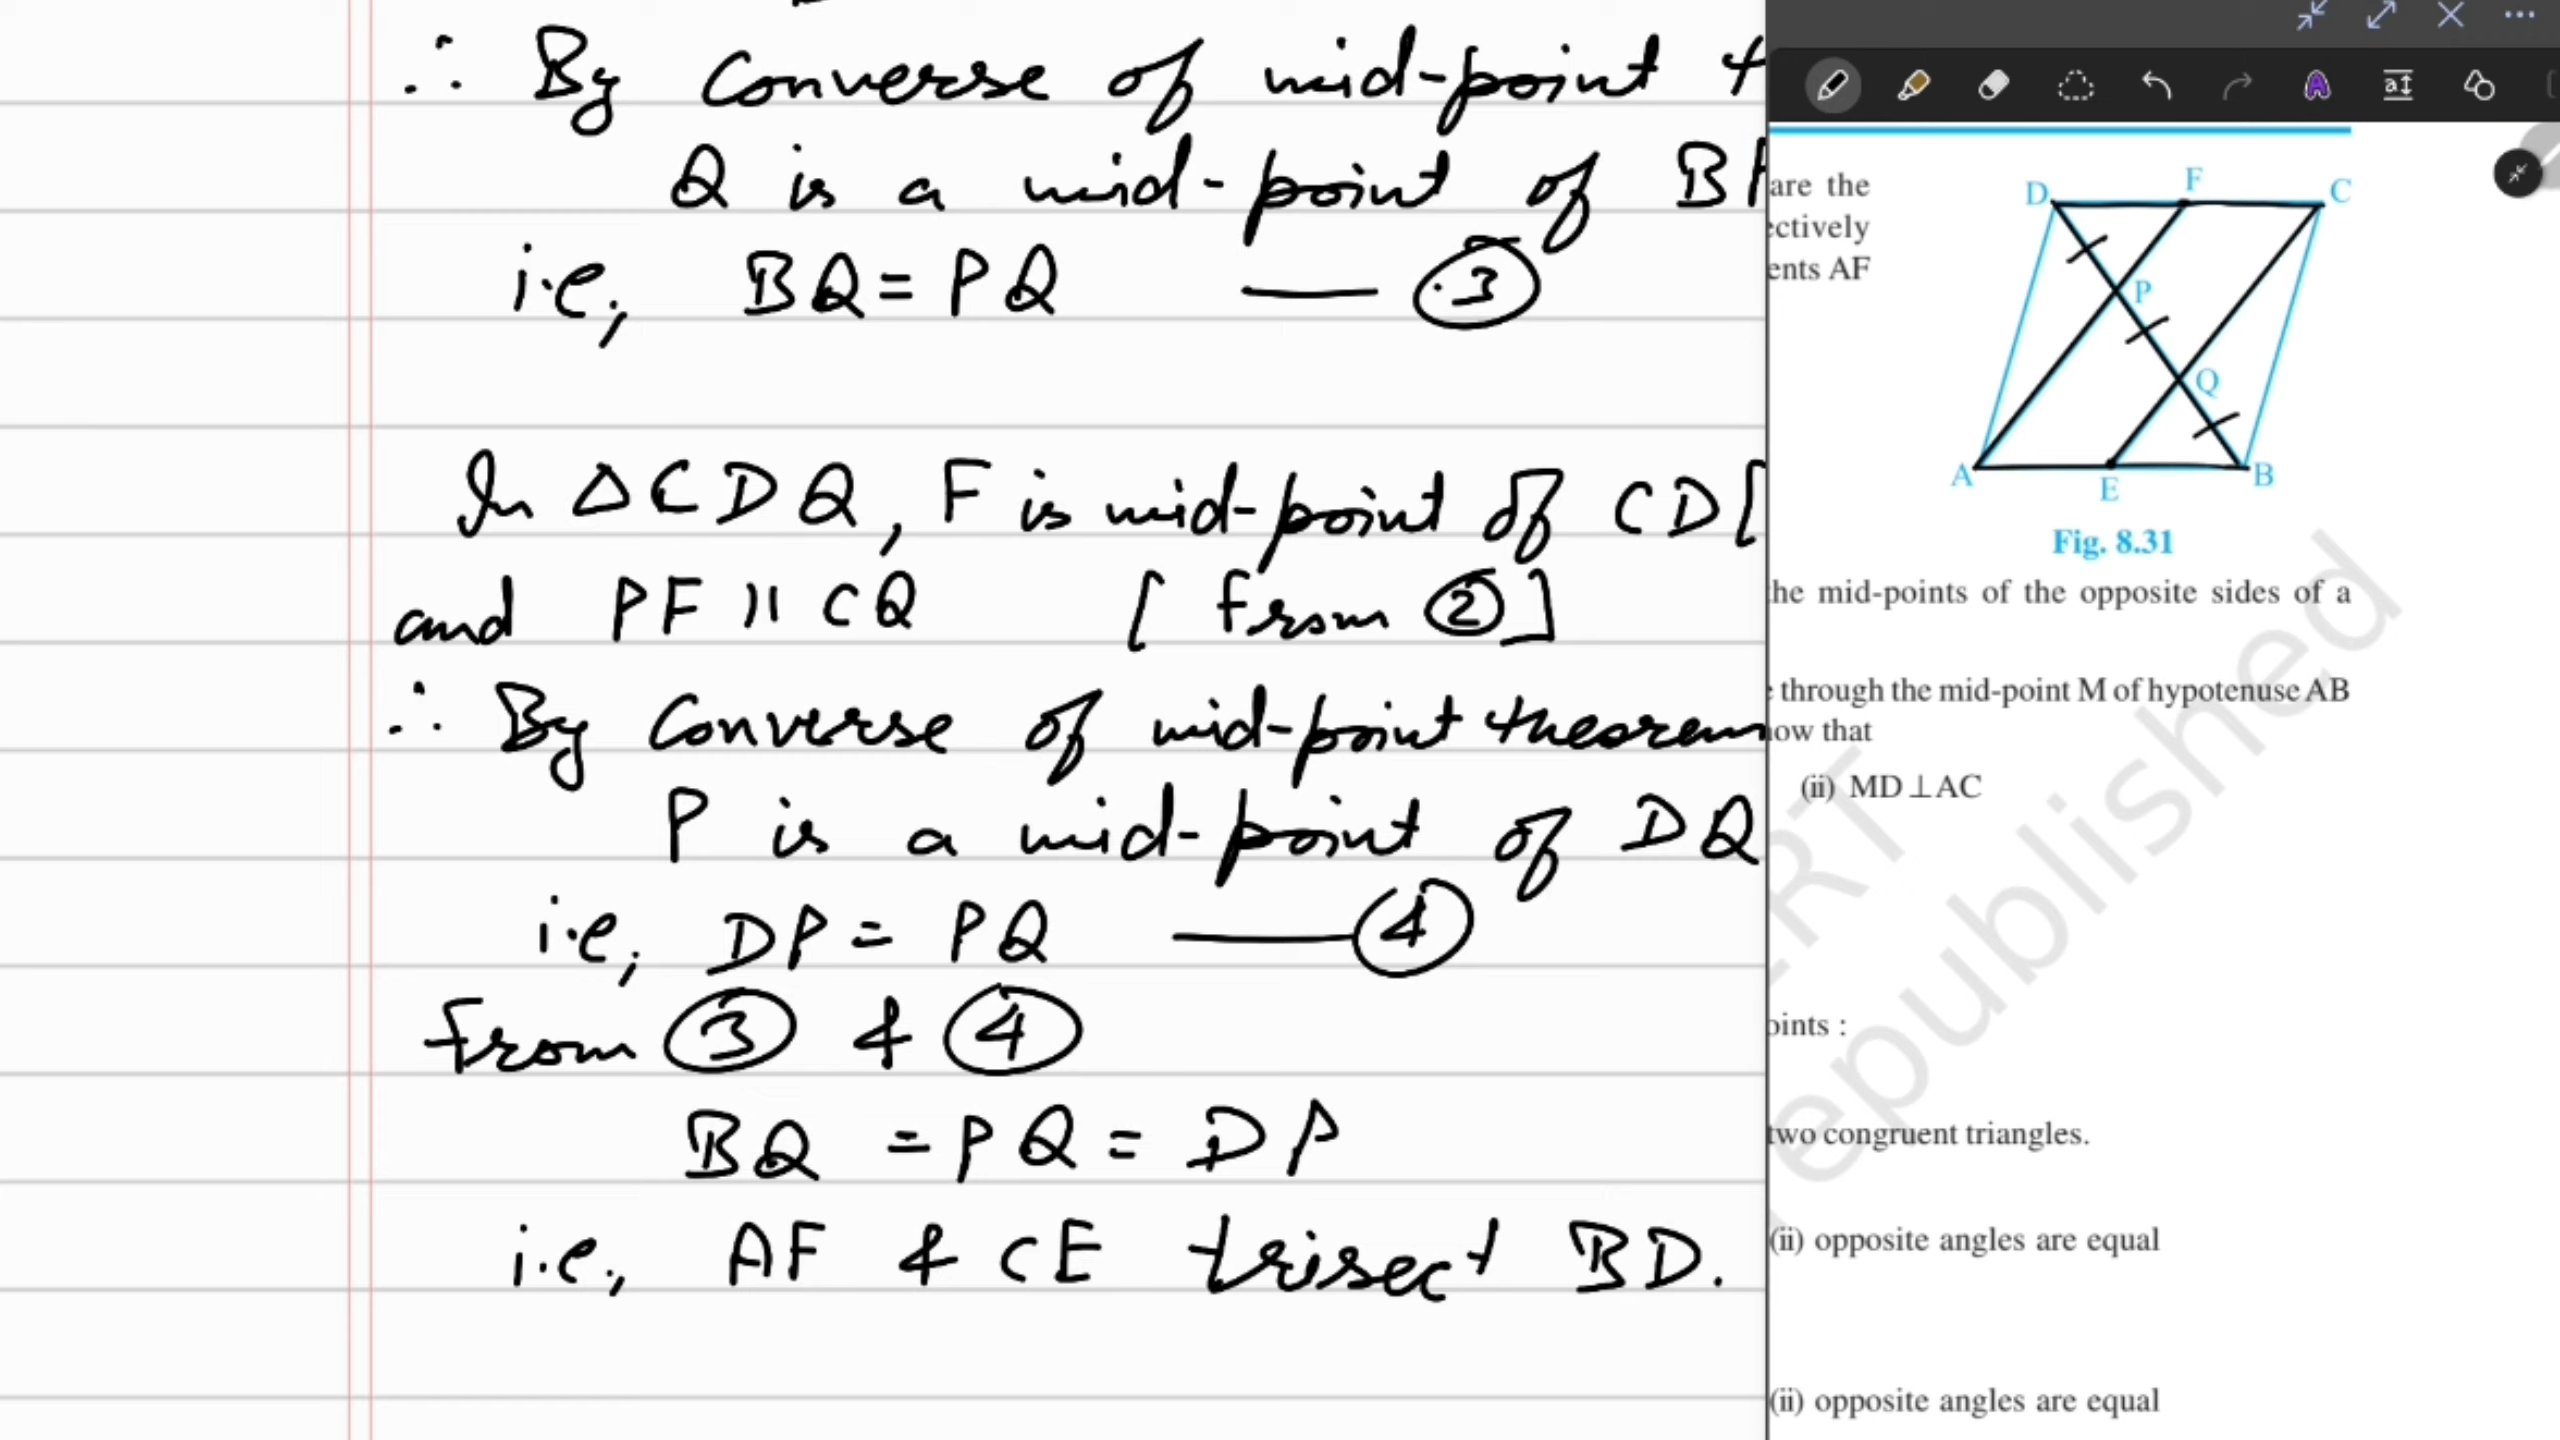 ∴ By Converse of mid-point
Q is a mid-point of
i.e, BQ = PQ — ③
In △CDQ, F is mid-point of CD [
and PF || CQ [from ②]
∴ By Converse of mid-point theorem
P is a mid-point of DQ
i.e, DP = PQ — ④
from ③ & ④
BQ = PQ = DP
i.e., AF & CE trisect BD.
are the
ectively
ents AF
D F C
P
Q
A E B
Fig. 8.31
he mid-points of the opposite sides of a
through the mid-point M of hypotenuse AB
ow that
(ii) MD ⊥ AC
oints :
two congruent triangles.
(ii) opposite angles are equal
(ii) opposite angles are equal
epublished